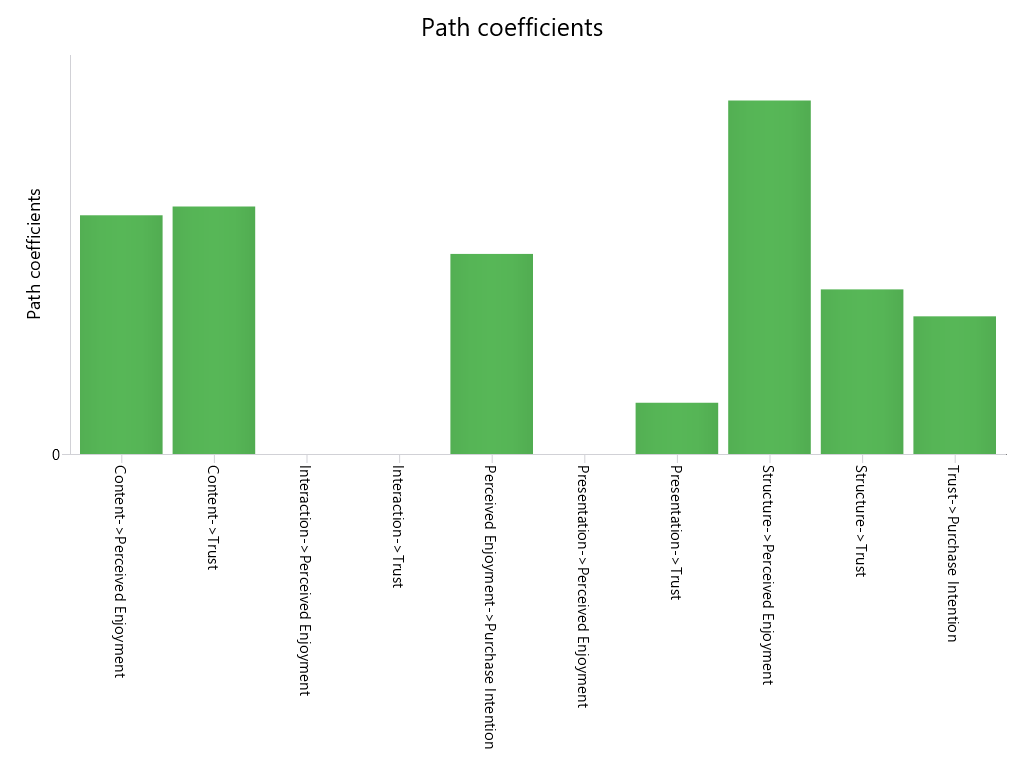 Path coefficients
Path coefficients
0
Content->Perceived Enjoyment
Content->Trust
Interaction->Perceived Enjoyment
Interaction->Trust
Perceived Enjoyment->Purchase Intention
Presentation->Perceived Enjoyment
Presentation->Trust
Structure->Perceived Enjoyment
Structure->Trust
Trust->Purchase Intention